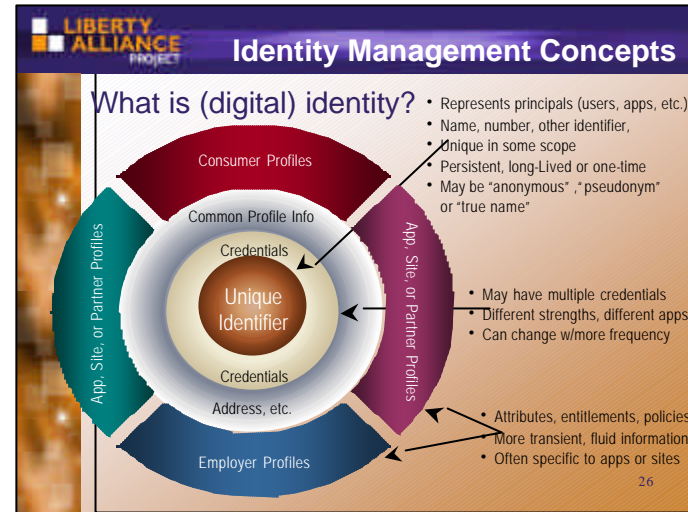 LIBERTY
ALLIANCE
PROJECT
Identity Management Concepts
What is (digital) identity?
• Represents principals (users, apps, etc.)
• Name, number, other identifier,
• Unique in some scope
• Persistent, long-Lived or one-time
• May be "anonymous" ,"pseudonym"
or "true name"
Consumer Profiles
Common Profile Info
Credentials
Unique
Identifier
Credentials
Address, etc.
App, Site, or Partner Profiles
App, Site, or Partner Profiles
Employer Profiles
• May have multiple credentials
• Different strengths, different apps
• Can change w/more frequency
• Attributes, entitlements, policies
• More transient, fluid information
• Often specific to apps or sites
26